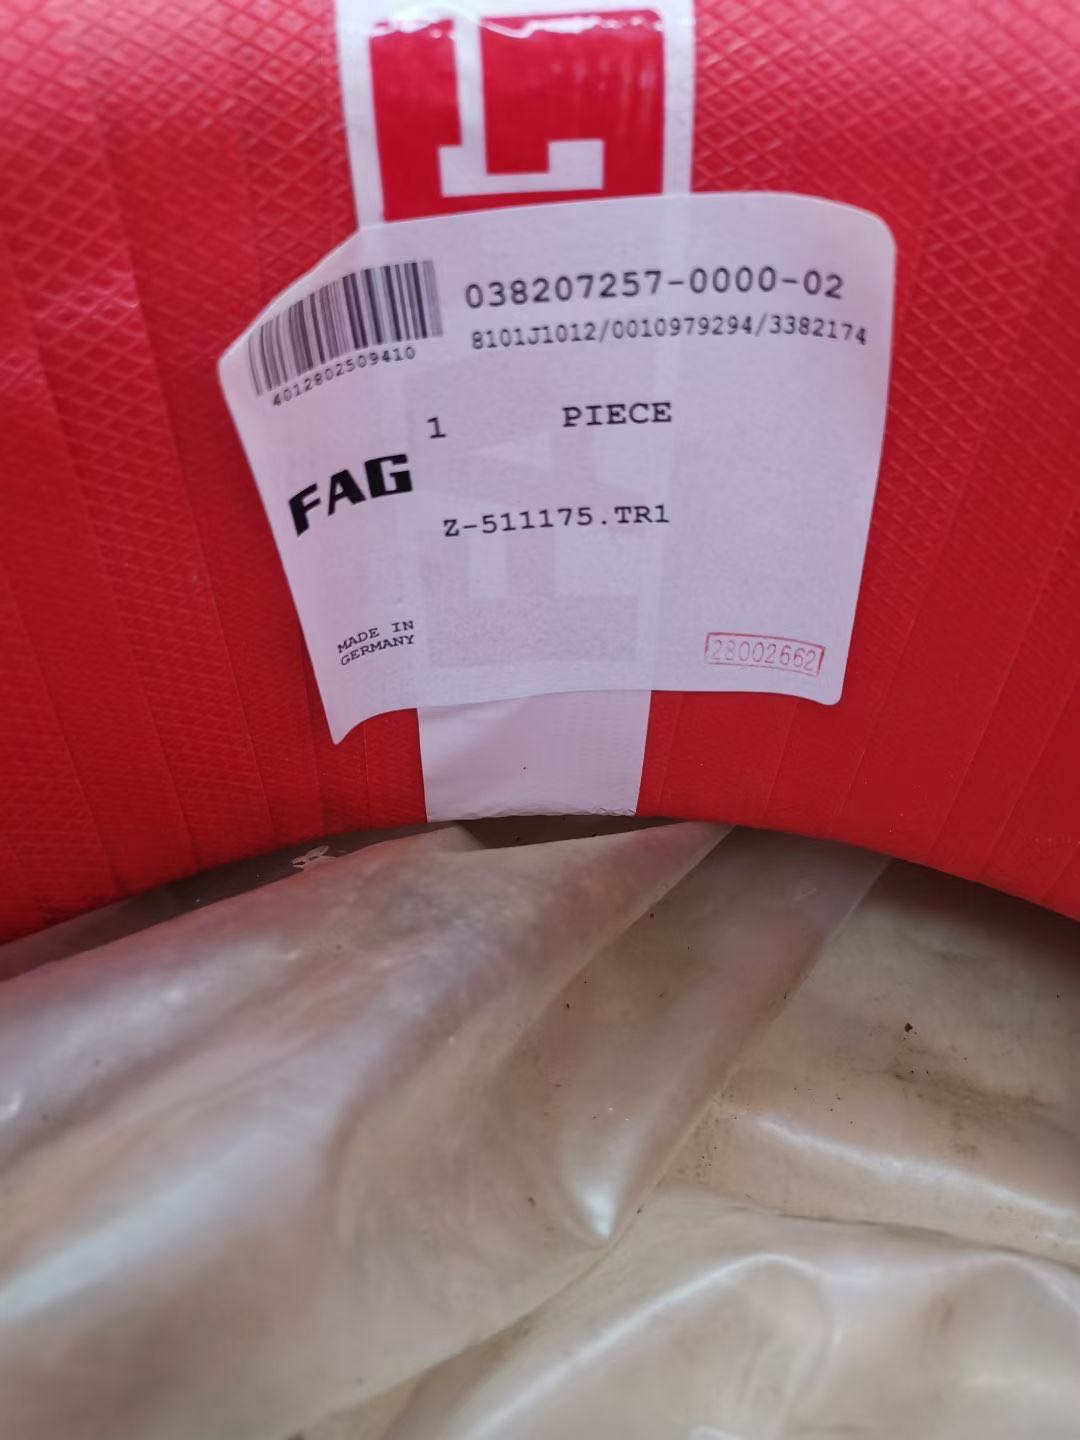 038207257-0000-02
8101J1012/0010979294/3382174
4012802509410
1 PIECE
FAG
Z-511175.TR1
MADE IN
GERMANY
28002662